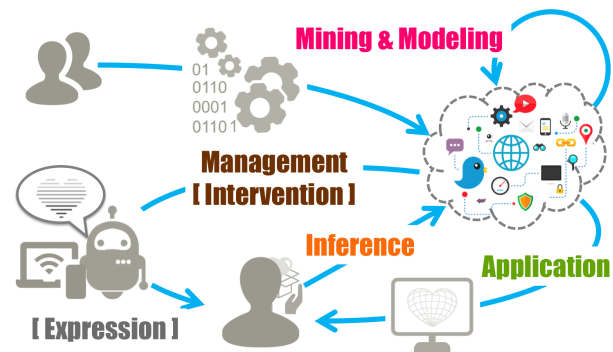 Mining & Modeling
01
0110
0001
01101
Management
[ Intervention ]
Inference
Application
[ Expression ]